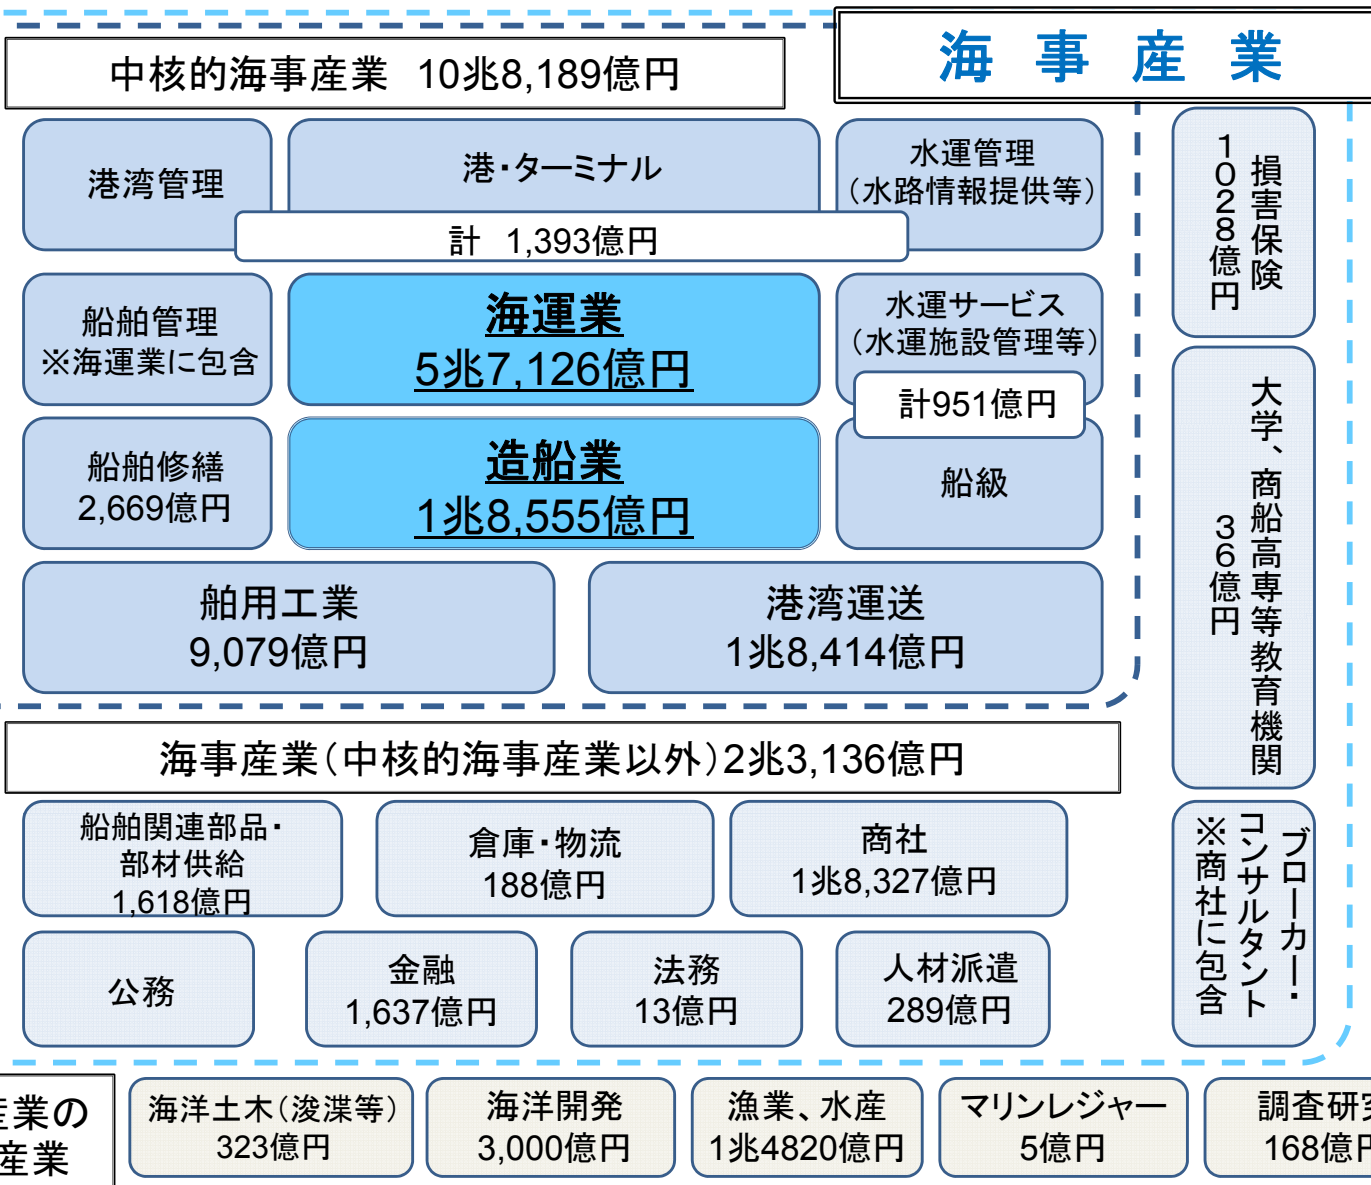 海事産業
中核的海事産業　10兆8,189億円
港湾管理
港・ターミナル
水運管理
（水路情報提供等）
計　1,393億円
船舶管理
※海運業に包含
海運業
5兆7,126億円
水運サービス
（水運施設管理等）
計951億円
船舶修繕
2,669億円
造船業
1兆8,555億円
船級
舶用工業
9,079億円
港湾運送
1兆8,414億円
損害保険
1028億円
大学、商船高専等教育機関
36億円
ブローカー・
コンサルタント
※商社に包含
海事産業（中核的海事産業以外）2兆3,136億円
船舶関連部品・
部材供給
1,618億円
倉庫・物流
188億円
商社
1兆8,327億円
公務
金融
1,637億円
法務
13億円
人材派遣
289億円
産業の
産業
海洋土木（浚渫等）
323億円
海洋開発
3,000億円
漁業、水産
1兆4820億円
マリンレジャー
5億円
調査研究
168億円